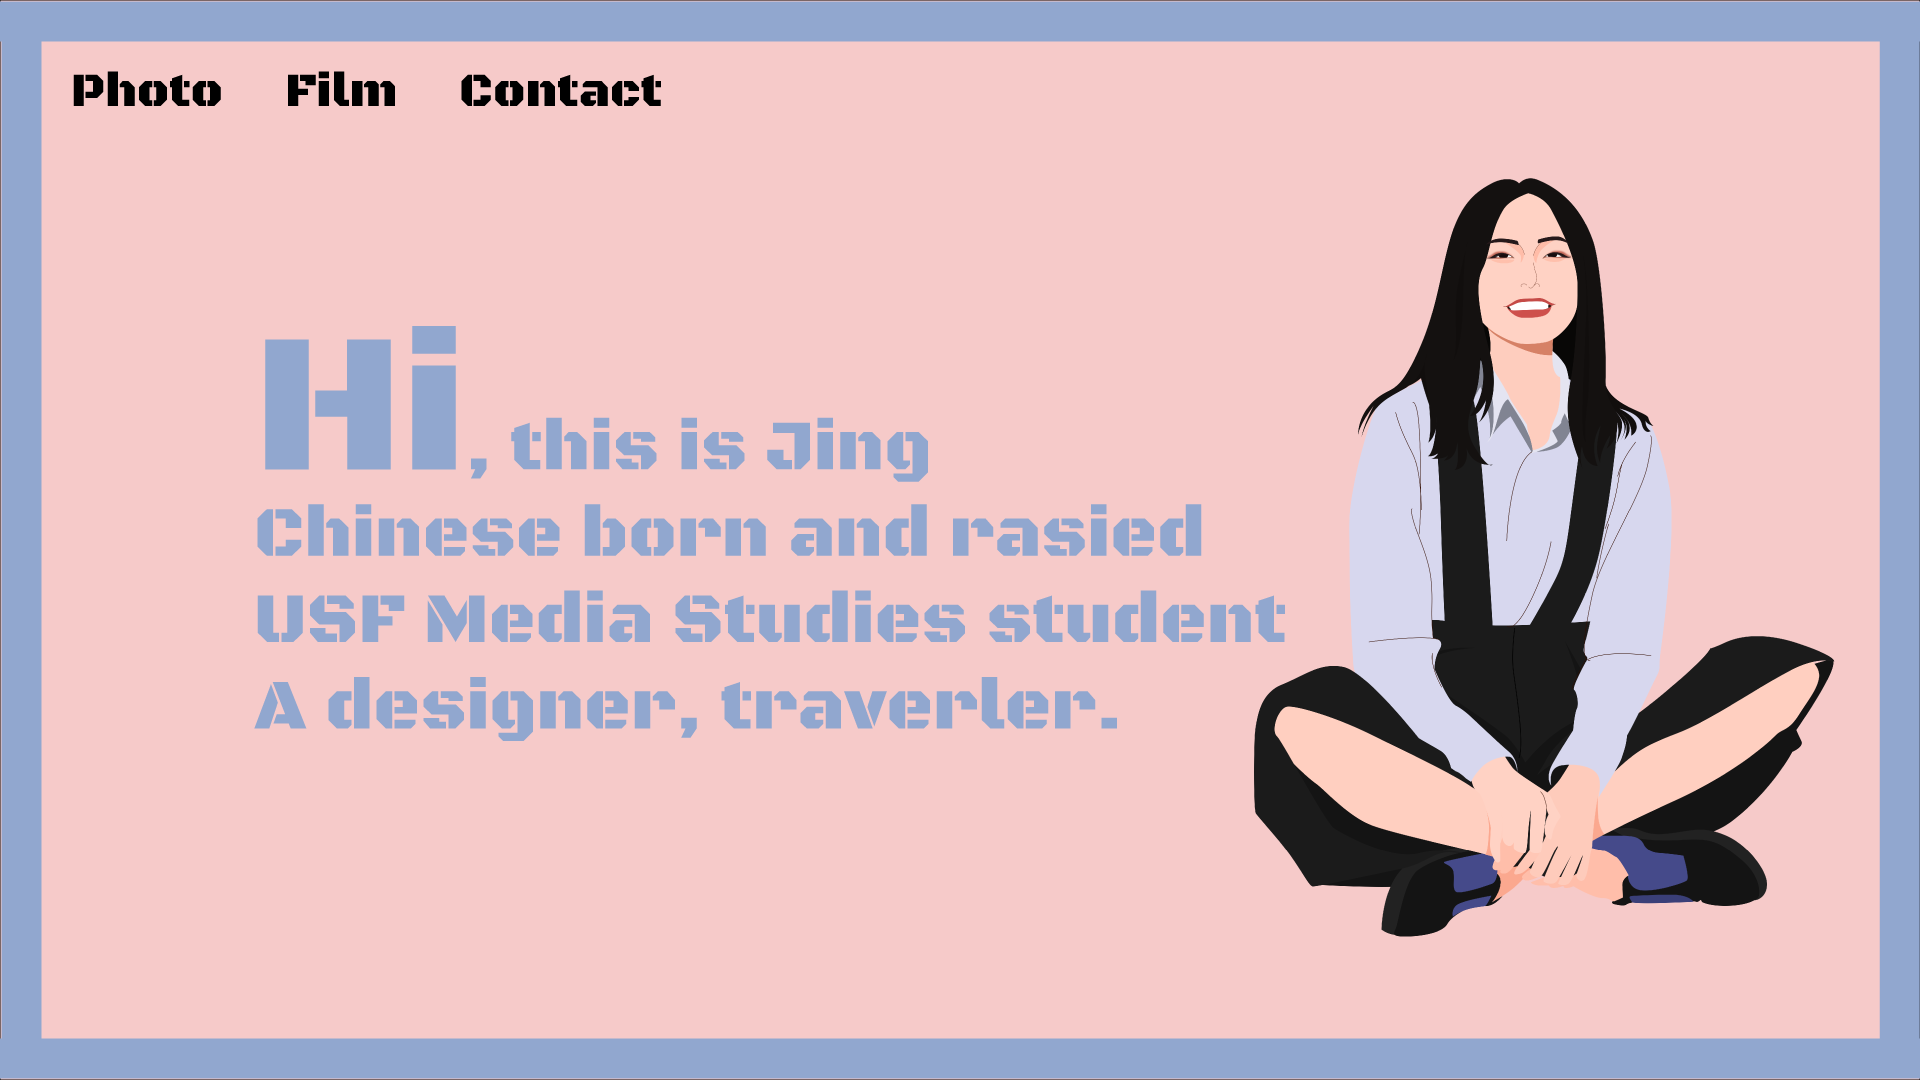 Photo Film Contact
Hi, this is Jing
Chinese born and rasied
USF Media Studies student
A designer, traverler.